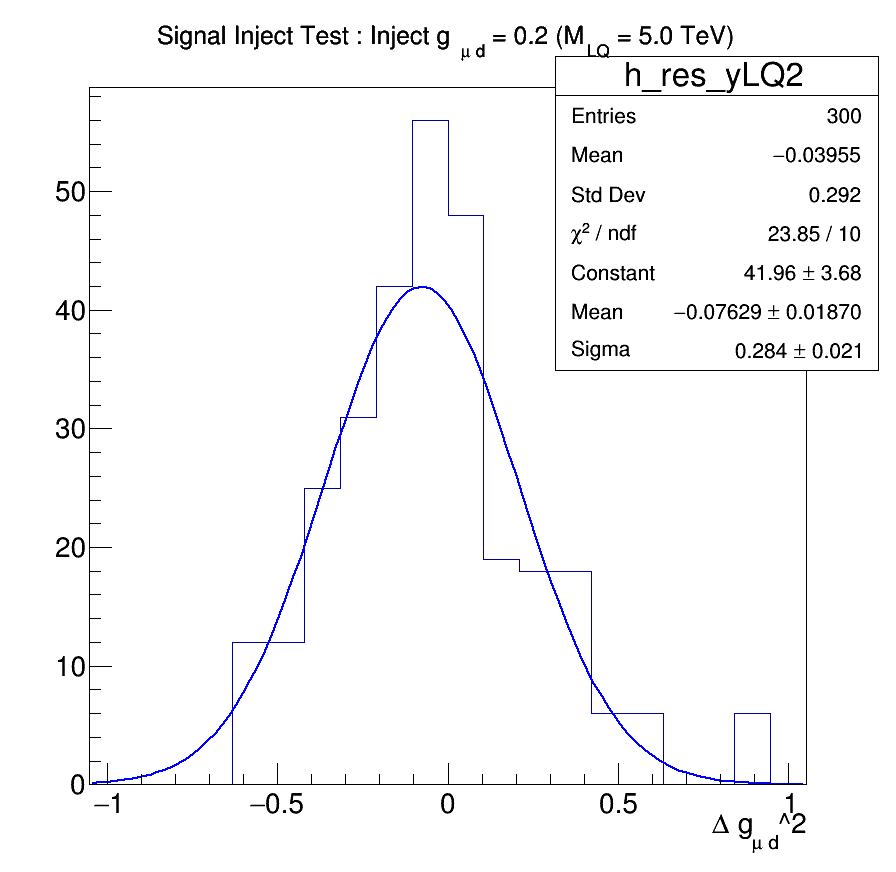 Signal Inject Test : Inject g μ d = 0.2 (M LQ = 5.0 TeV)
h_res_yLQ2
Entries 300
Mean −0.03955
Std Dev 0.292
χ² / ndf 23.85 / 10
Constant 41.96 ± 3.68
Mean −0.07629 ± 0.01870
Sigma 0.284 ± 0.021
50
40
30
20
10
0
−1 −0.5 0 0.5 1
Δ g μ d ^2